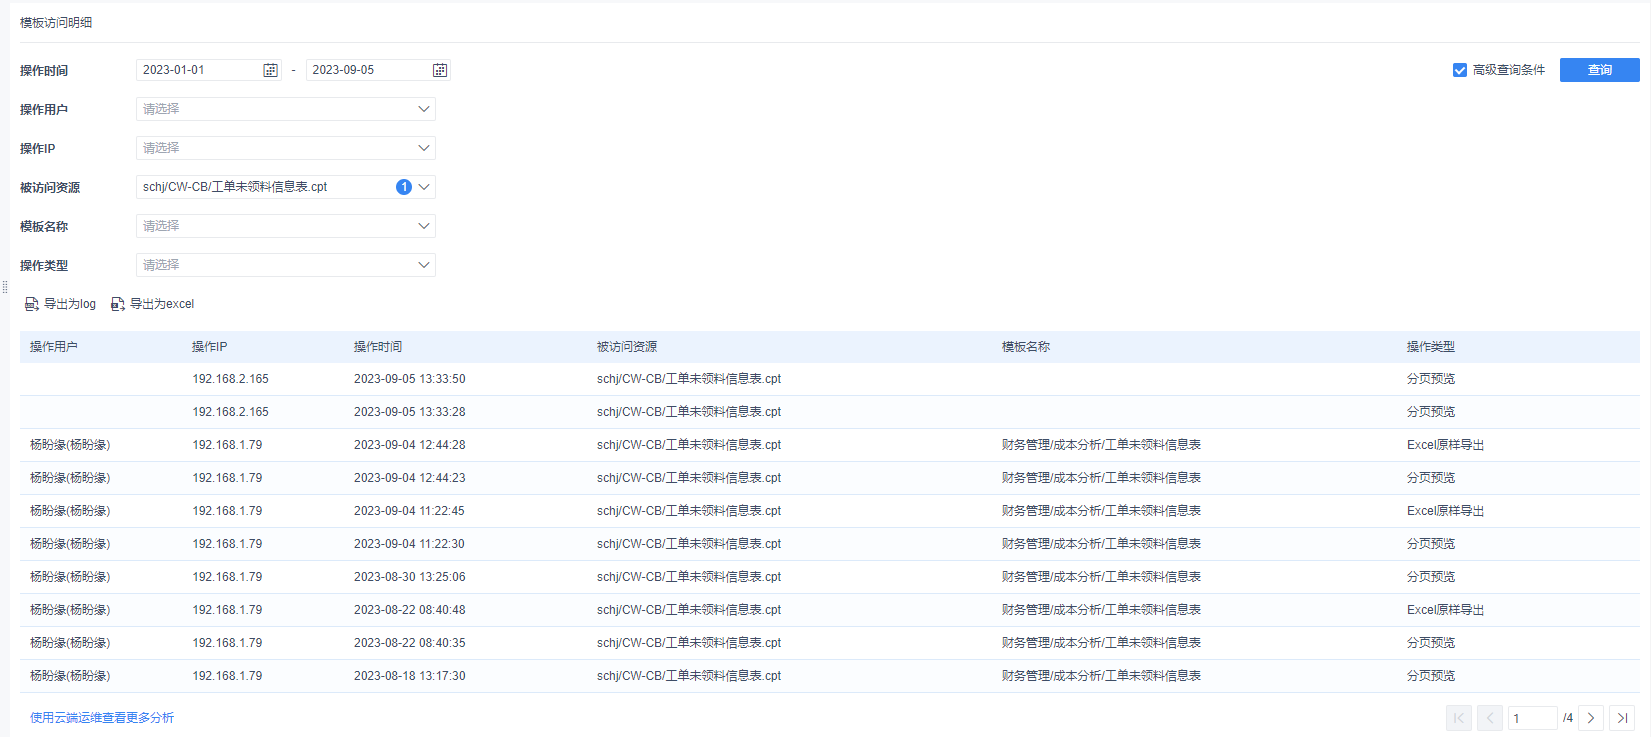 模板访问明细
操作时间 2023-01-01 - 2023-09-05 高级查询条件 查询
操作用户 请选择
操作IP 请选择
被访问资源 schj/CW-CB/工单未领料信息表.cpt 1
模板名称 请选择
操作类型 请选择
导出为log 导出为excel
操作用户 操作IP 操作时间 被访问资源 模板名称 操作类型
192.168.2.165 2023-09-05 13:33:50 schj/CW-CB/工单未领料信息表.cpt 分页预览
192.168.2.165 2023-09-05 13:33:28 schj/CW-CB/工单未领料信息表.cpt 分页预览
杨盼缘(杨盼缘) 192.168.1.79 2023-09-04 12:44:28 schj/CW-CB/工单未领料信息表.cpt 财务管理/成本分析/工单未领料信息表 Excel原样导出
杨盼缘(杨盼缘) 192.168.1.79 2023-09-04 12:44:23 schj/CW-CB/工单未领料信息表.cpt 财务管理/成本分析/工单未领料信息表 分页预览
杨盼缘(杨盼缘) 192.168.1.79 2023-09-04 11:22:45 schj/CW-CB/工单未领料信息表.cpt 财务管理/成本分析/工单未领料信息表 Excel原样导出
杨盼缘(杨盼缘) 192.168.1.79 2023-09-04 11:22:30 schj/CW-CB/工单未领料信息表.cpt 财务管理/成本分析/工单未领料信息表 分页预览
杨盼缘(杨盼缘) 192.168.1.79 2023-08-30 13:25:06 schj/CW-CB/工单未领料信息表.cpt 财务管理/成本分析/工单未领料信息表 分页预览
杨盼缘(杨盼缘) 192.168.1.79 2023-08-22 08:40:48 schj/CW-CB/工单未领料信息表.cpt 财务管理/成本分析/工单未领料信息表 Excel原样导出
杨盼缘(杨盼缘) 192.168.1.79 2023-08-22 08:40:35 schj/CW-CB/工单未领料信息表.cpt 财务管理/成本分析/工单未领料信息表 分页预览
杨盼缘(杨盼缘) 192.168.1.79 2023-08-18 13:17:30 schj/CW-CB/工单未领料信息表.cpt 财务管理/成本分析/工单未领料信息表 分页预览
使用云端运维查看更多分析 1 /4